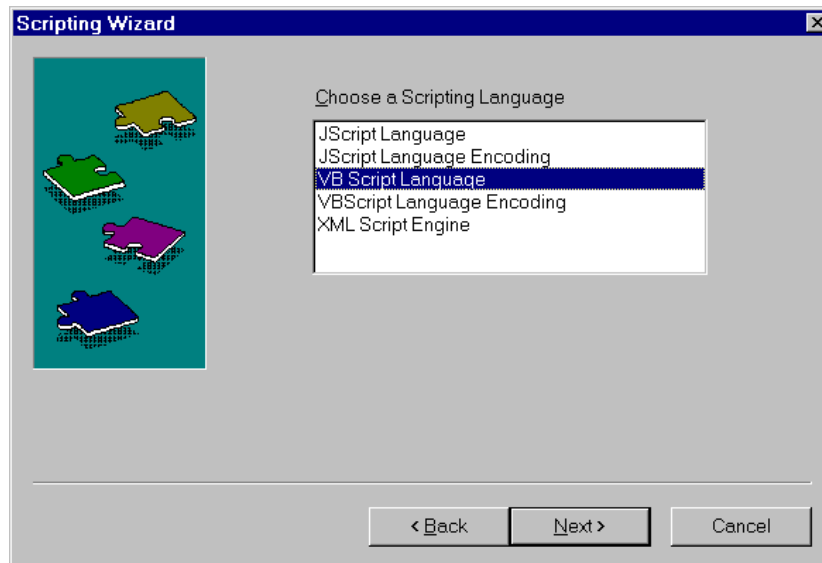 Scripting Wizard
Choose a Scripting Language
JScript Language
JScript Language Encoding
VB Script Language
VBScript Language Encoding
XML Script Engine
< Back Next > Cancel